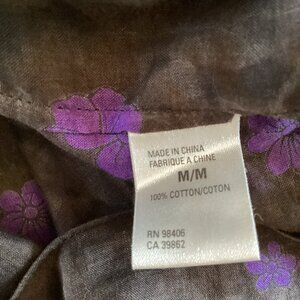 MADE IN CHINA
FABRIQUE A CHINE
M/M
100% COTTON/COTON
RN 98406
CA 39862